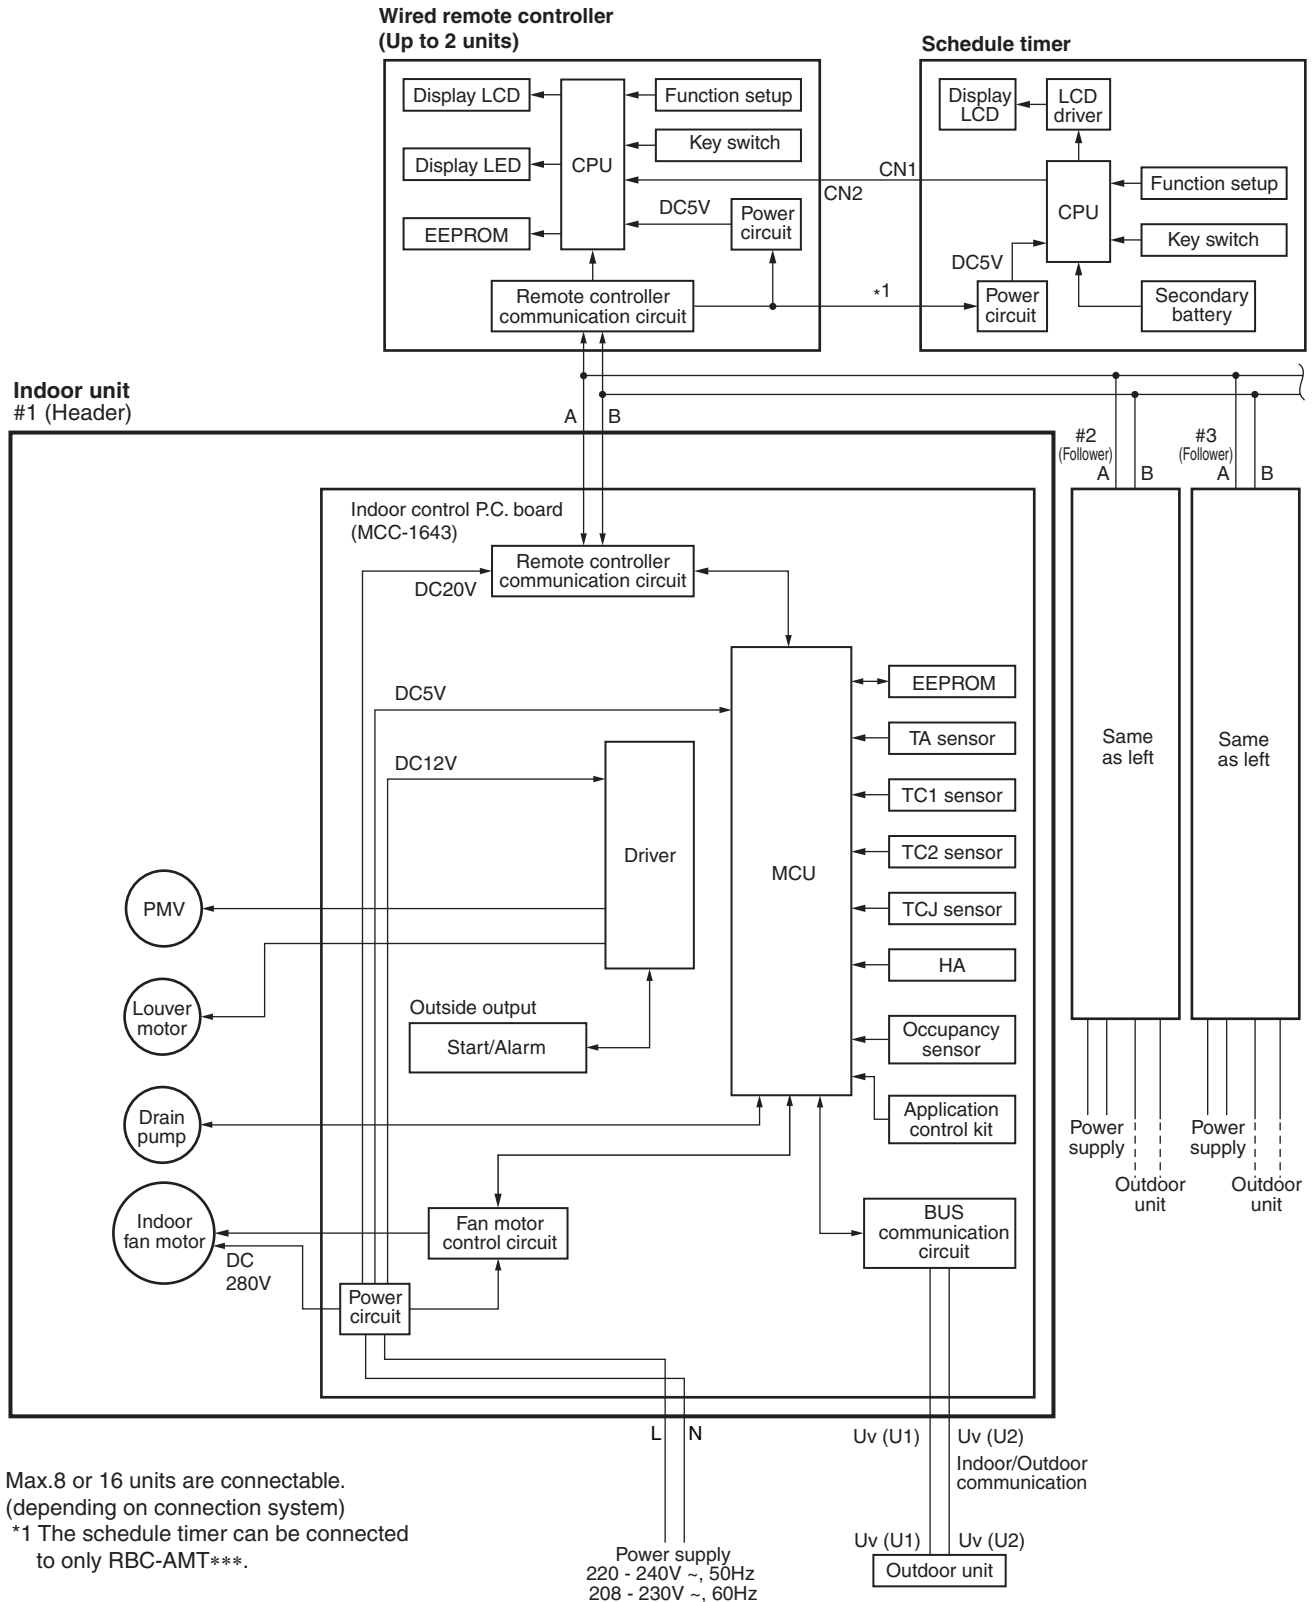 Wired remote controller
(Up to 2 units)
Schedule timer
Display LCD
CPU
Function setup
Key switch
Display LED
EEPROM
DC5V
Power
circuit
Remote controller
communication circuit
CN1
CN2
*1
Display
LCD
LCD
driver
CPU
Function setup
Key switch
DC5V
Power
circuit
Secondary
battery
Indoor unit
#1 (Header)
A
B
#2
(Follower)
A
B
#3
(Follower)
A
B
Indoor control P.C. board
(MCC-1643)
Remote controller
communication circuit
DC20V
DC5V
DC12V
Driver
MCU
EEPROM
TA sensor
TC1 sensor
TC2 sensor
TCJ sensor
HA
Occupancy
sensor
Application
control kit
Same
as left
Same
as left
PMV
Louver
motor
Outside output
Start/Alarm
Drain
pump
Indoor
fan motor
DC
280V
Fan motor
control circuit
BUS
communication
circuit
Power
circuit
Power
supply
Outdoor
unit
Power
supply
Outdoor
unit
L
N
Uv (U1)
Uv (U2)
Indoor/Outdoor
communication
Uv (U1)
Uv (U2)
Outdoor unit
Power supply
220 - 240V ~, 50Hz
208 - 230V ~, 60Hz
Max.8 or 16 units are connectable.
(depending on connection system)
*1 The schedule timer can be connected
to only RBC-AMT***.